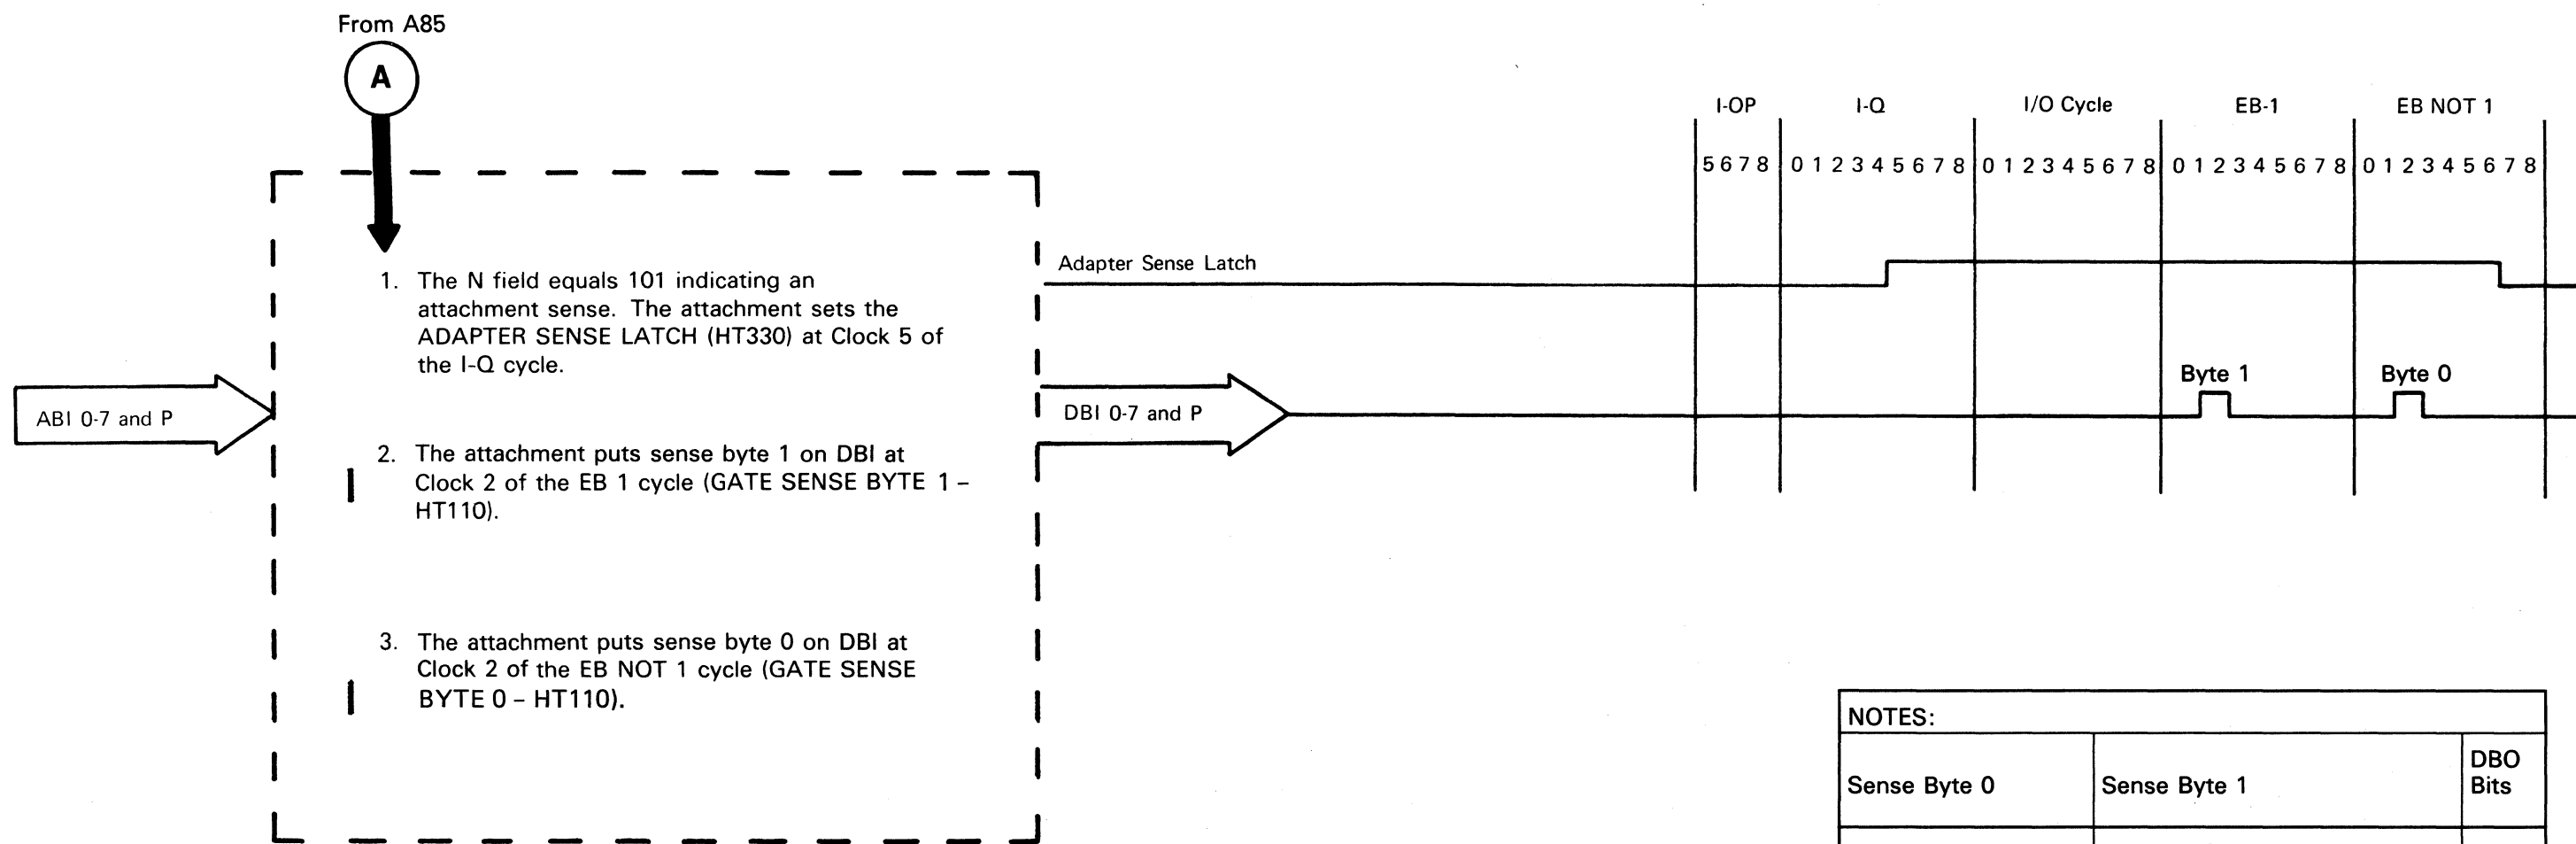 From A85
A
I-OP I-Q I/O Cycle EB-1 EB NOT 1
5 6 7 8 0 1 2 3 4 5 6 7 8 0 1 2 3 4 5 6 7 8 0 1 2 3 4 5 6 7 8 0 1 2 3 4 5 6 7 8
1. The N field equals 101 indicating an
attachment sense. The attachment sets the
ADAPTER SENSE LATCH (HT330) at Clock 5 of
the I-Q cycle.
Adapter Sense Latch
ABI 0-7 and P
DBI 0-7 and P
Byte 1 Byte 0
2. The attachment puts sense byte 1 on DBI at
Clock 2 of the EB 1 cycle (GATE SENSE BYTE 1 –
HT110).
3. The attachment puts sense byte 0 on DBI at
Clock 2 of the EB NOT 1 cycle (GATE SENSE
BYTE 0 – HT110).
NOTES:
Sense Byte 0
Sense Byte 1
DBO
Bits